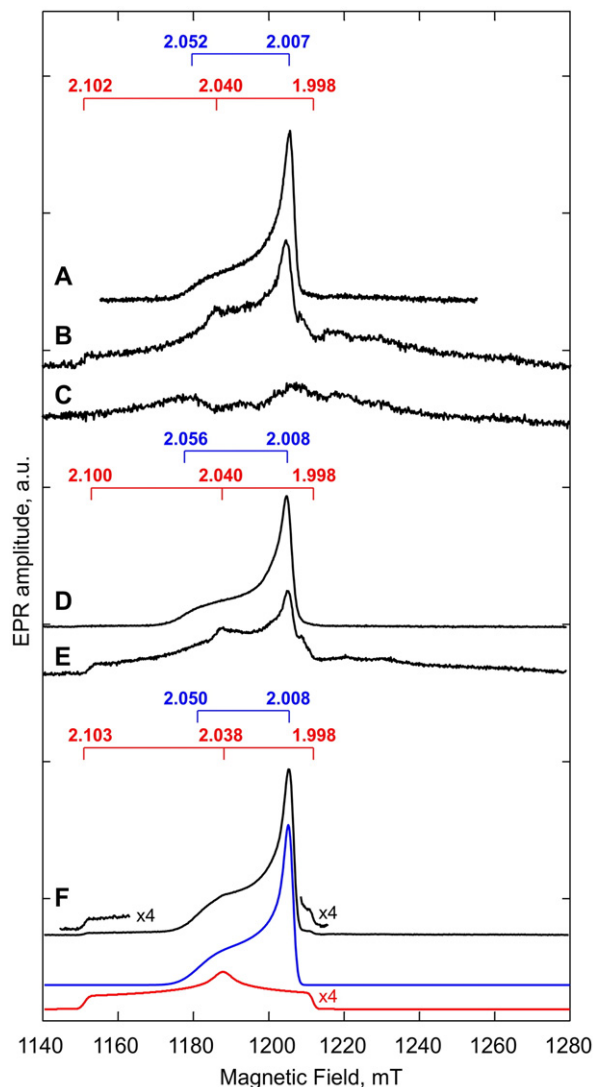 2.052 2.007
2.102 2.040 1.998
A
B
C
2.056 2.008
2.100 2.040 1.998
D
E
2.050 2.008
2.103 2.038 1.998
F
x4 x4
x4
EPR amplitude, a.u.
1140 1160 1180 1200 1220 1240 1260 1280
Magnetic Field, mT